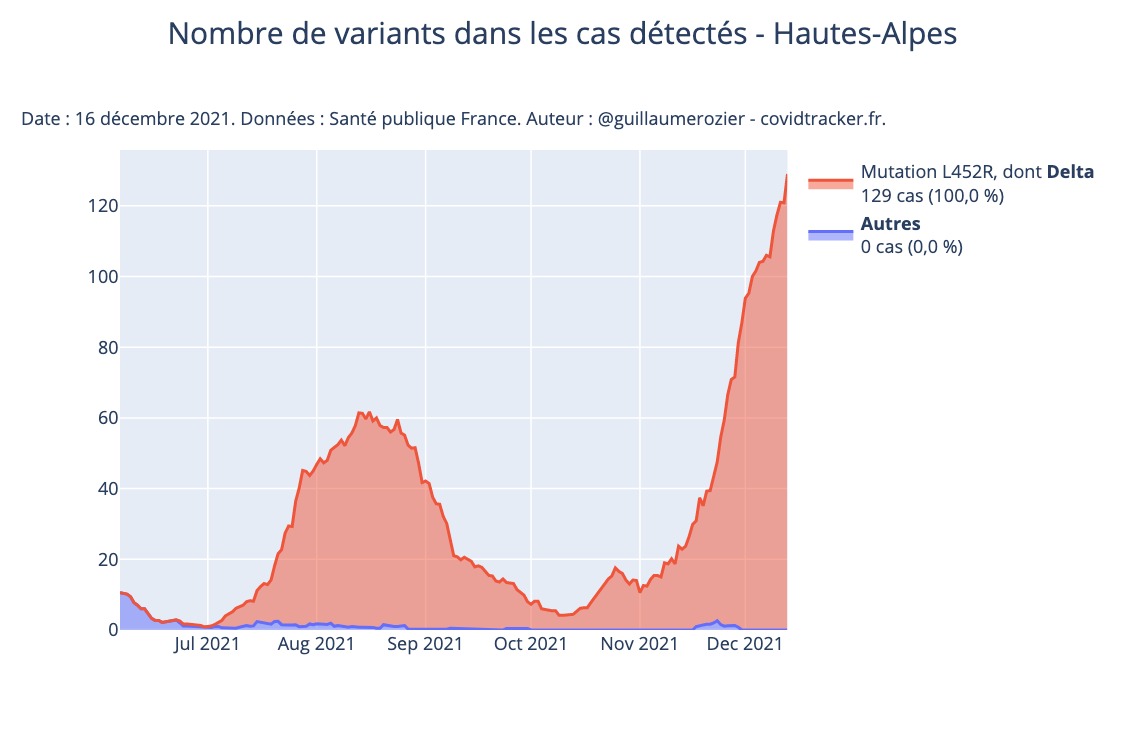 Nombre de variants dans les cas détectés - Hautes-Alpes
Date : 16 décembre 2021. Données : Santé publique France. Auteur : @guillaumerozier - covidtracker.fr.
Mutation L452R, dont Delta
129 cas (100,0 %)
Autres
0 cas (0,0 %)
120
100
80
60
40
20
0
Jul 2021 Aug 2021 Sep 2021 Oct 2021 Nov 2021 Dec 2021